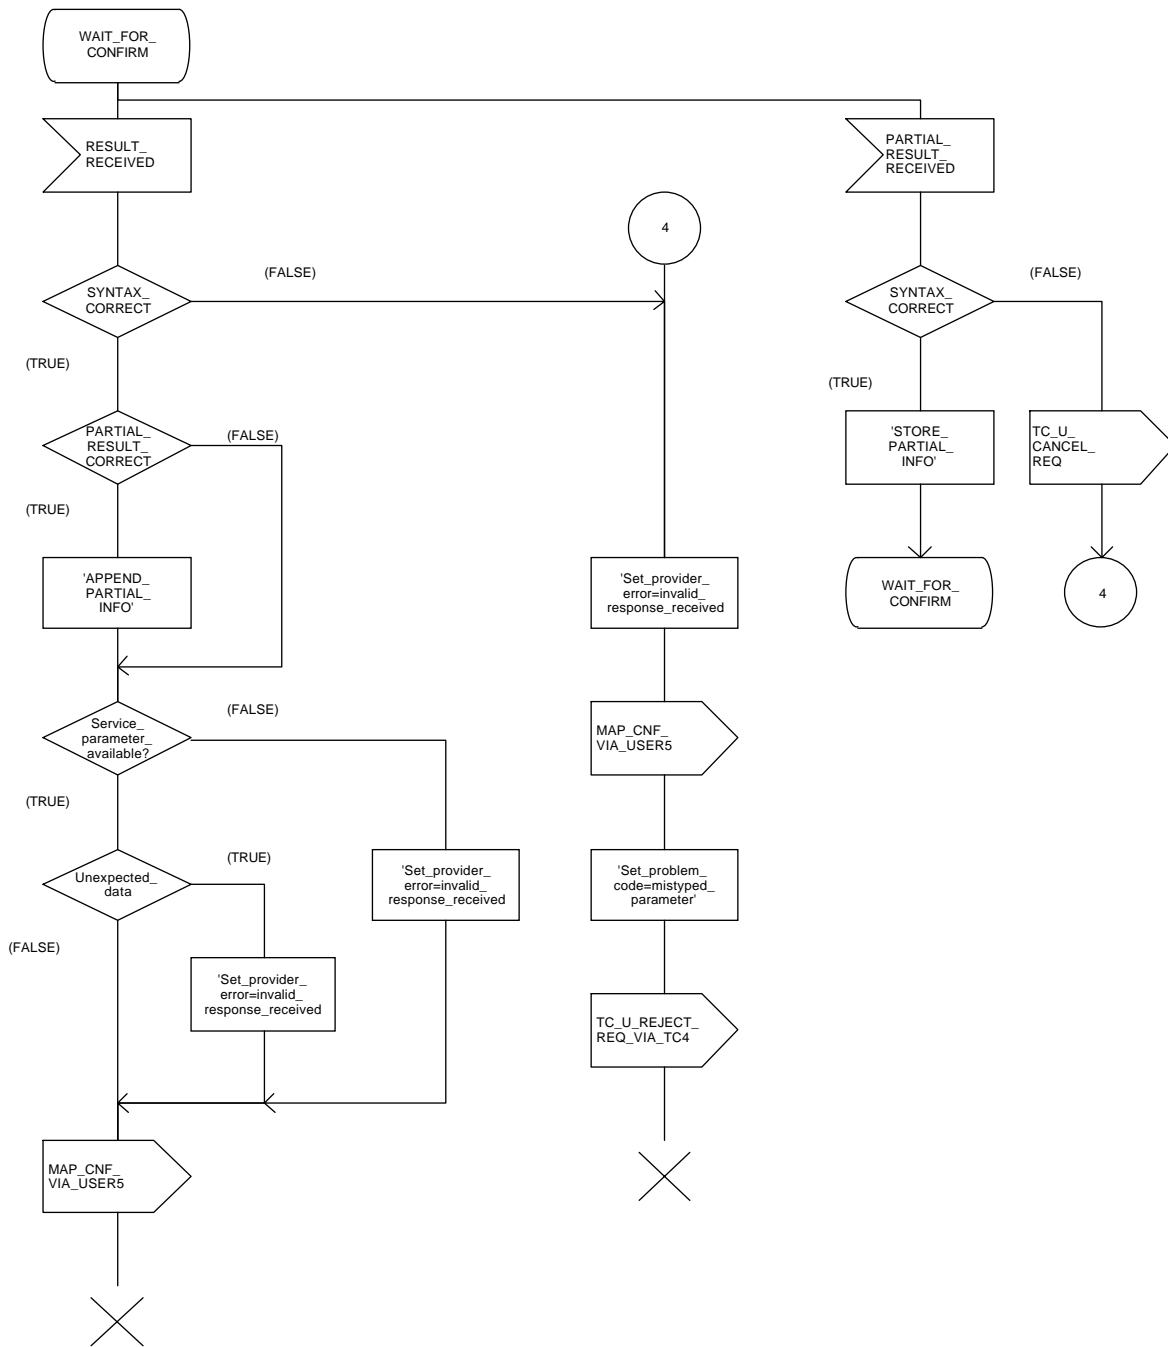 WAIT_FOR_
CONFIRM
RESULT_
RECEIVED
PARTIAL_
RESULT_
RECEIVED
4
(FALSE)
SYNTAX_
CORRECT
(FALSE)
SYNTAX_
CORRECT
(TRUE)
(TRUE)
PARTIAL_
RESULT_
CORRECT
(FALSE)
'STORE_
PARTIAL_
INFO'
TC_U_
CANCEL_
REQ
(TRUE)
'APPEND_
PARTIAL_
INFO'
'Set_provider_
error=invalid_
response_received
WAIT_FOR_
CONFIRM
4
Service_
parameter_
available?
(FALSE)
MAP_CNF_
VIA_USER5
(TRUE)
Unexpected_
data
(TRUE)
'Set_provider_
error=invalid_
response_received
'Set_problem_
code=mistyped_
parameter'
(FALSE)
'Set_provider_
error=invalid_
response_received
TC_U_REJECT_
REQ_VIA_TC4
MAP_CNF_
VIA_USER5